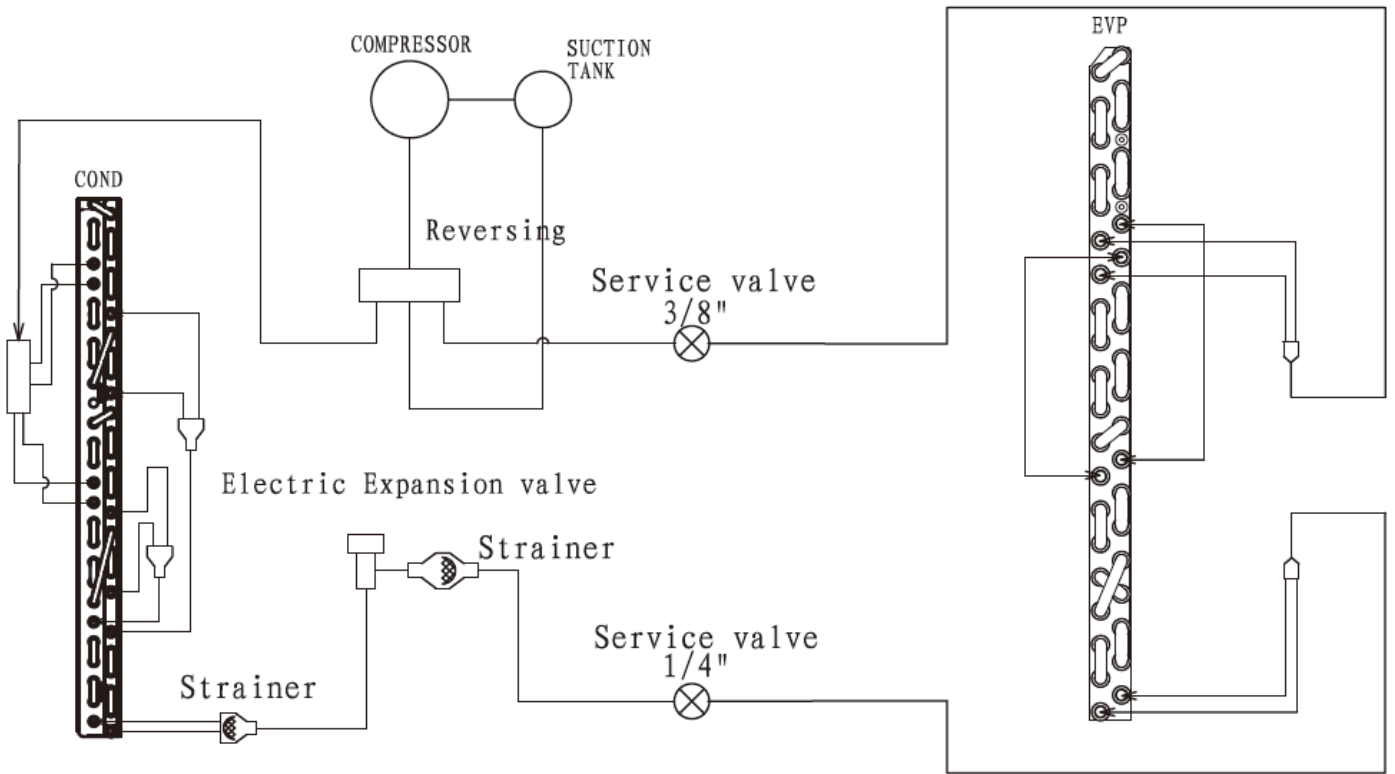 EVP
COMPRESSOR
SUCTION
TANK
COND
Reversing
Service valve
3/8"
Electric Expansion valve
Strainer
Service valve
1/4"
Strainer